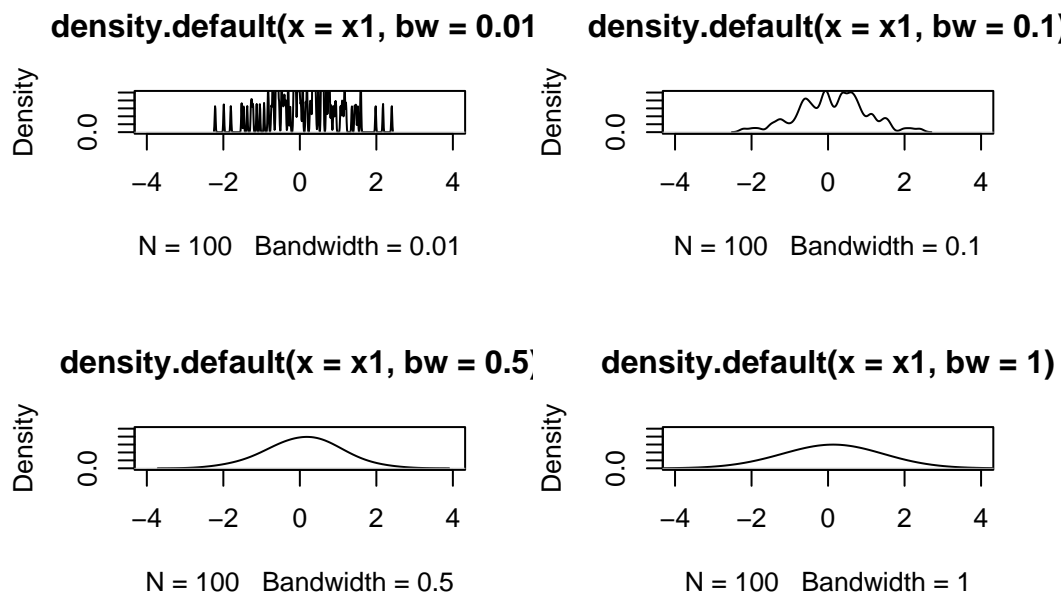 density.default(x = x1, bw = 0.01
density.default(x = x1, bw = 0.1)
Density
0.0
−4 −2 0 2 4
N = 100 Bandwidth = 0.01
Density
0.0
−4 −2 0 2 4
N = 100 Bandwidth = 0.1
density.default(x = x1, bw = 0.5)
density.default(x = x1, bw = 1)
Density
0.0
−4 −2 0 2 4
N = 100 Bandwidth = 0.5
Density
0.0
−4 −2 0 2 4
N = 100 Bandwidth = 1